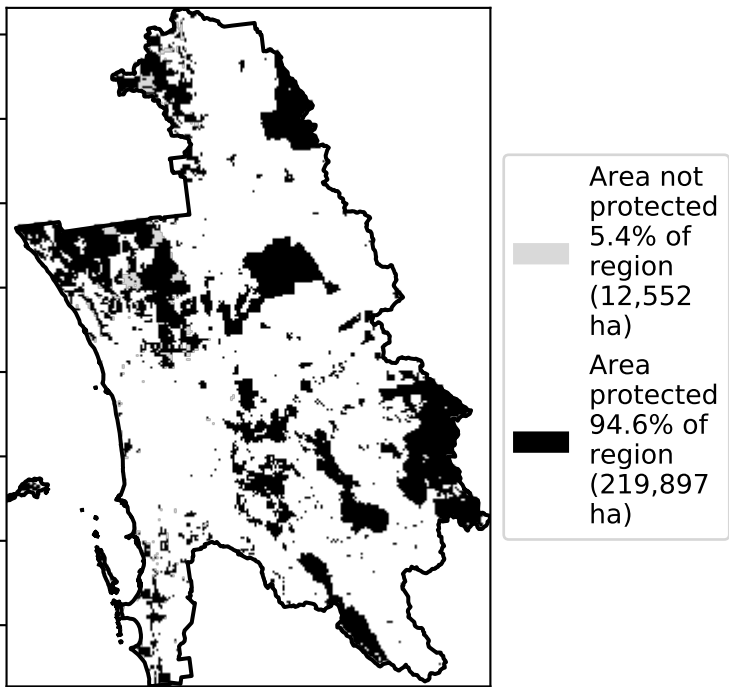 Area not
protected
5.4% of
region
(12,552
ha)
Area
protected
94.6% of
region
(219,897
ha)